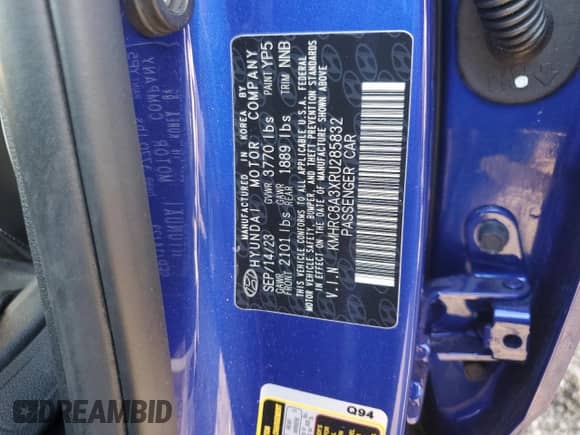 MANUFACTURED IN KOREA BY
HYUNDAI MOTOR COMPANY
SEP/14/23 GVWR 3770 lbs PAINT YP5
GAWR FRONT 2101 lbs GAWR REAR 1889 lbs TRIM NNB
THIS VEHICLE CONFORMS TO ALL APPLICABLE U.S.A. FEDERAL
MOTOR VEHICLE SAFETY, BUMPER, AND THEFT PREVENTION STANDARDS
IN EFFECT ON THE DATE OF MANUFACTURE SHOWN ABOVE.
V.I.N: KMHRC8A3XRU285832
PASSENGER CAR
Q94
DREAMBID
DREAMBID